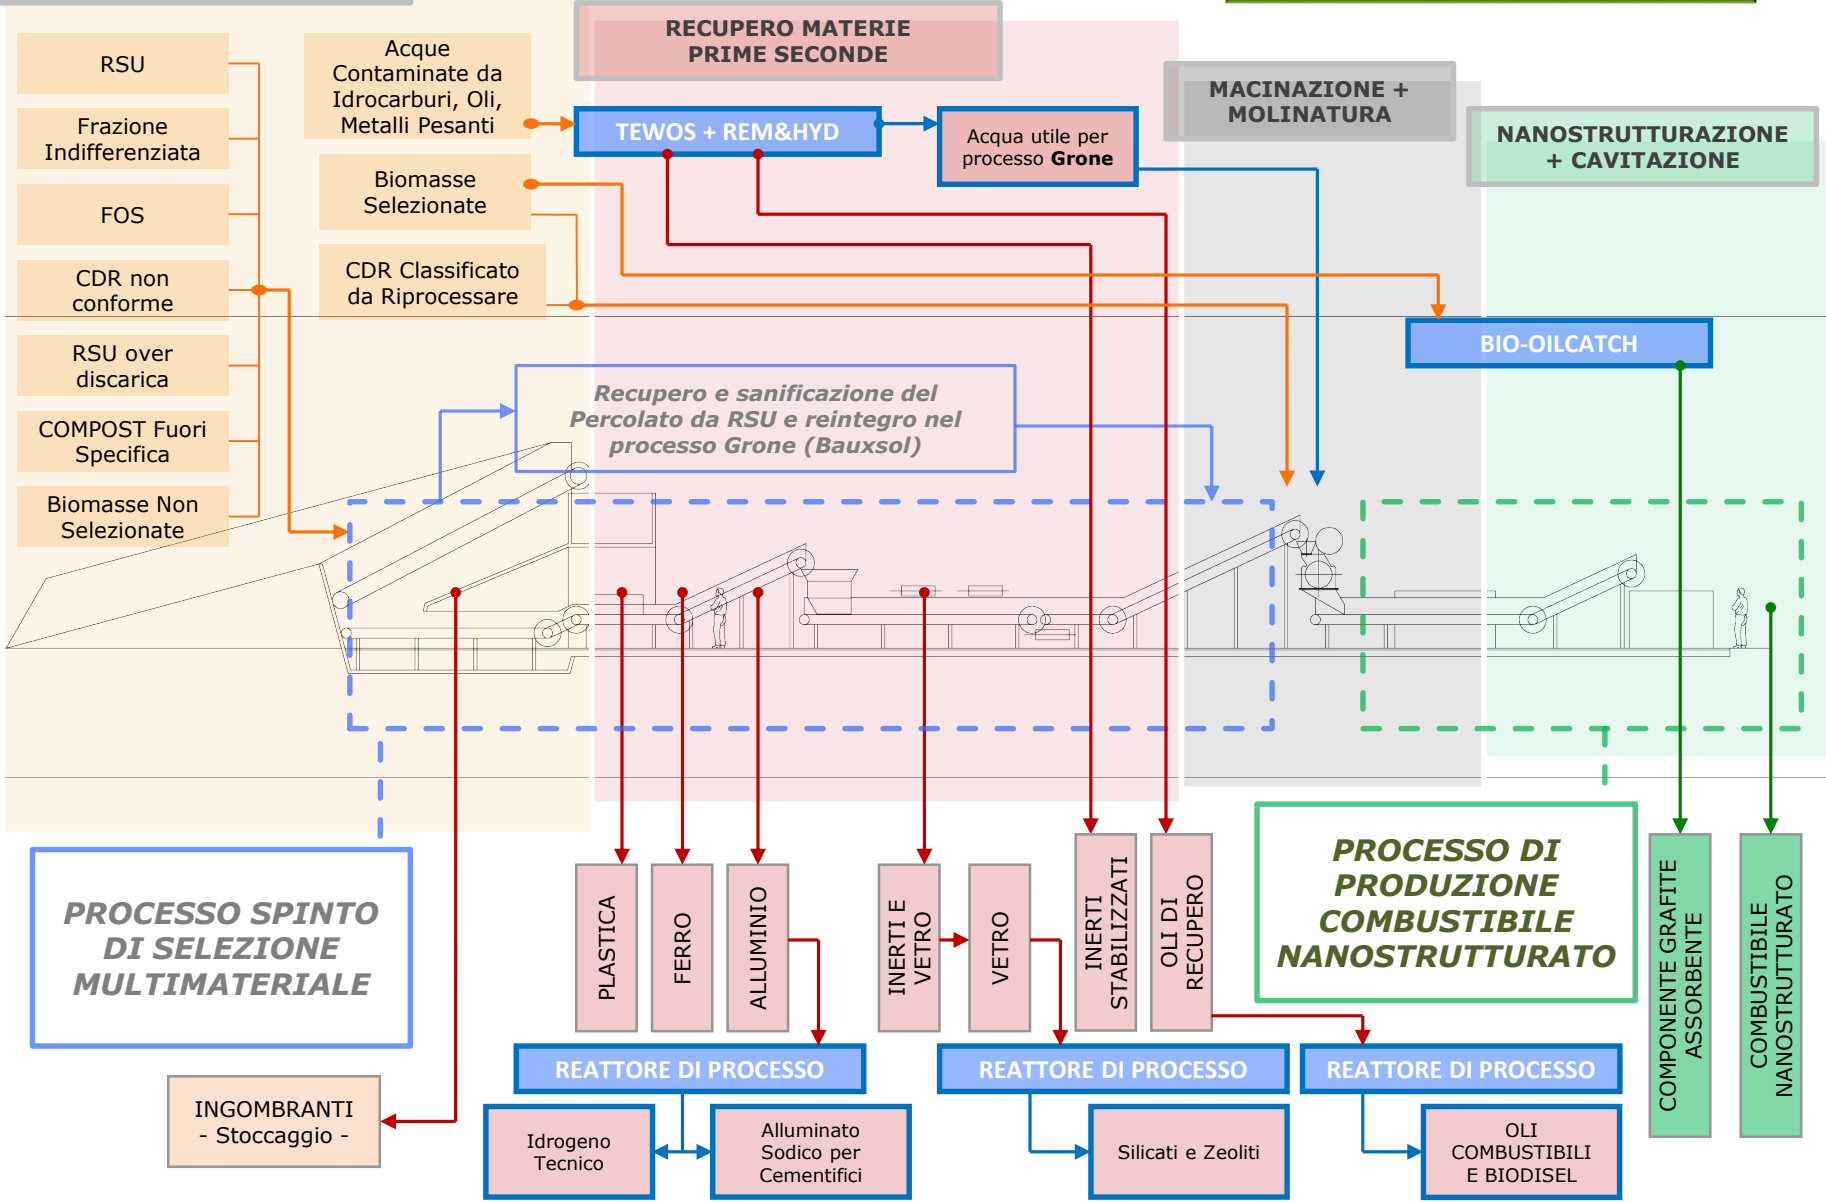 RSU
Frazione
Indifferenziata
FOS
CDR non
conforme
RSU over
discarica
COMPOST Fuori
Specifica
Biomasse Non
Selezionate
Acque
Contaminate da
Idrocarburi, Oli,
Metalli Pesanti
Biomasse
Selezionate
CDR Classificato
da Riprocessare
RECUPERO MATERIE
PRIME SECONDE
TEWOS + REM&HYD
Acqua utile per
processo Grone
MACINAZIONE +
MOLINATURA
NANOSTRUTTURAZIONE
+ CAVITAZIONE
BIO-OILCATCH
Recupero e sanificazione del
Percolato da RSU e reintegro nel
processo Grone (Bauxsol)
PROCESSO SPINTO
DI SELEZIONE
MULTIMATERIALE
INGOMBRANTI
- Stoccaggio -
PLASTICA
FERRO
ALLUMINIO
INERTI E
VETRO
VETRO
INERTI
STABILIZZATI
OLI DI
RECUPERO
PROCESSO DI
PRODUZIONE
COMBUSTIBILE
NANOSTRUTTURATO
COMPONENTE GRAFITE
ASSORBENTE
COMBUSTIBILE
NANOSTRUTTURATO
REATTORE DI PROCESSO
REATTORE DI PROCESSO
REATTORE DI PROCESSO
Idrogeno
Tecnico
Alluminato
Sodico per
Cementifici
Silicati e Zeoliti
OLI
COMBUSTIBILI
E BIODISEL